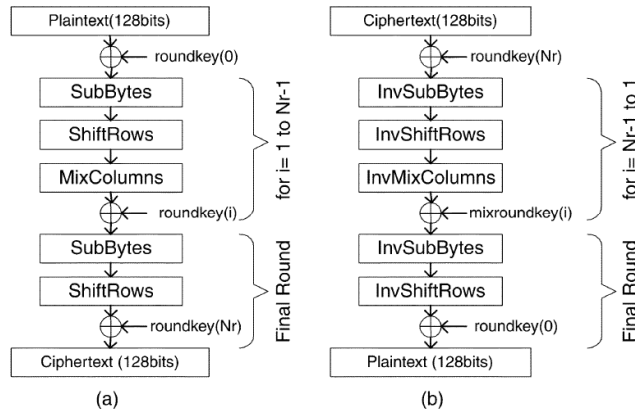 Plaintext(128bits)
roundkey(0)
SubBytes
ShiftRows
MixColumns
roundkey(i)
for i= 1 to Nr-1
SubBytes
ShiftRows
roundkey(Nr)
Final Round
Ciphertext (128bits)
(a)
Ciphertext(128bits)
roundkey(Nr)
InvSubBytes
InvShiftRows
InvMixColumns
mixroundkey(i)
for i= Nr-1 to 1
InvSubBytes
InvShiftRows
roundkey(0)
Final Round
Plaintext (128bits)
(b)